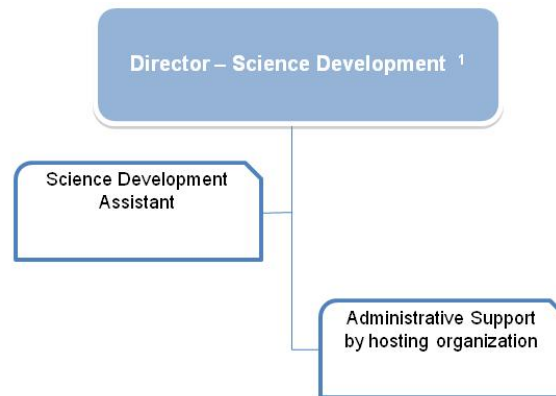 Director – Science Development ¹
Science Development
Assistant
Administrative Support
by hosting organization